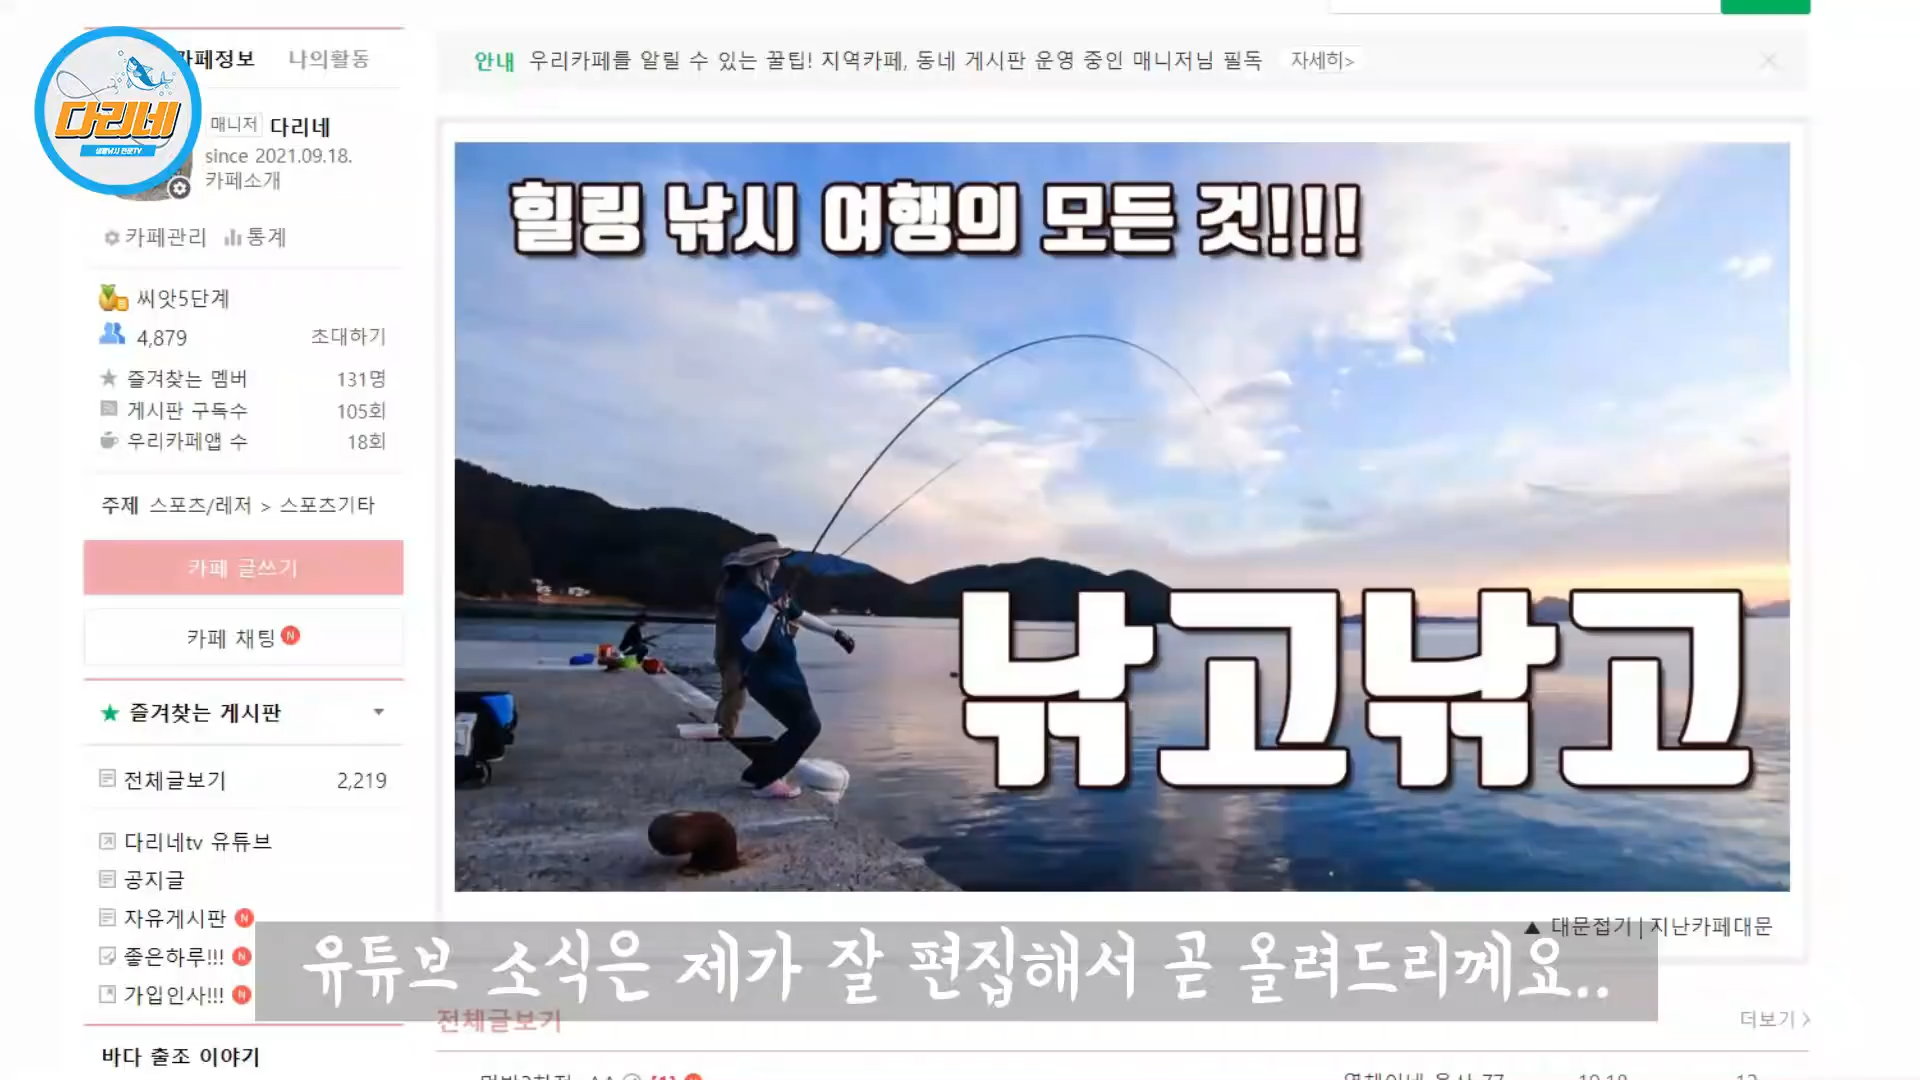 카페정보 나의활동
다리네
생활낚시 전문TV
매니저 다리네
since 2021.09.18.
카페소개
카페관리 통계
씨앗5단계
4,879 초대하기
즐겨찾는 멤버 131명
게시판 구독수 105회
우리카페앱 수 18회
주제 스포츠/레저 > 스포츠기타
카페 글쓰기
카페 채팅 N
즐겨찾는 게시판
전체글보기 2,219
다리네tv 유튜브
공지글
자유게시판 N
좋은하루!!! N
가입인사!!! N
바다 출조 이야기
안내 우리카페를 알릴 수 있는 꿀팁! 지역카페, 동네 게시판 운영 중인 매니저님 필독 자세히>
힐링 낚시 여행의 모든 것!!!
낚고낚고
▲ 대문접기 | 지난카페대문
유튜브 소식은 제가 잘 편집해서 곧 올려드리께요..
전체글보기 더보기 >